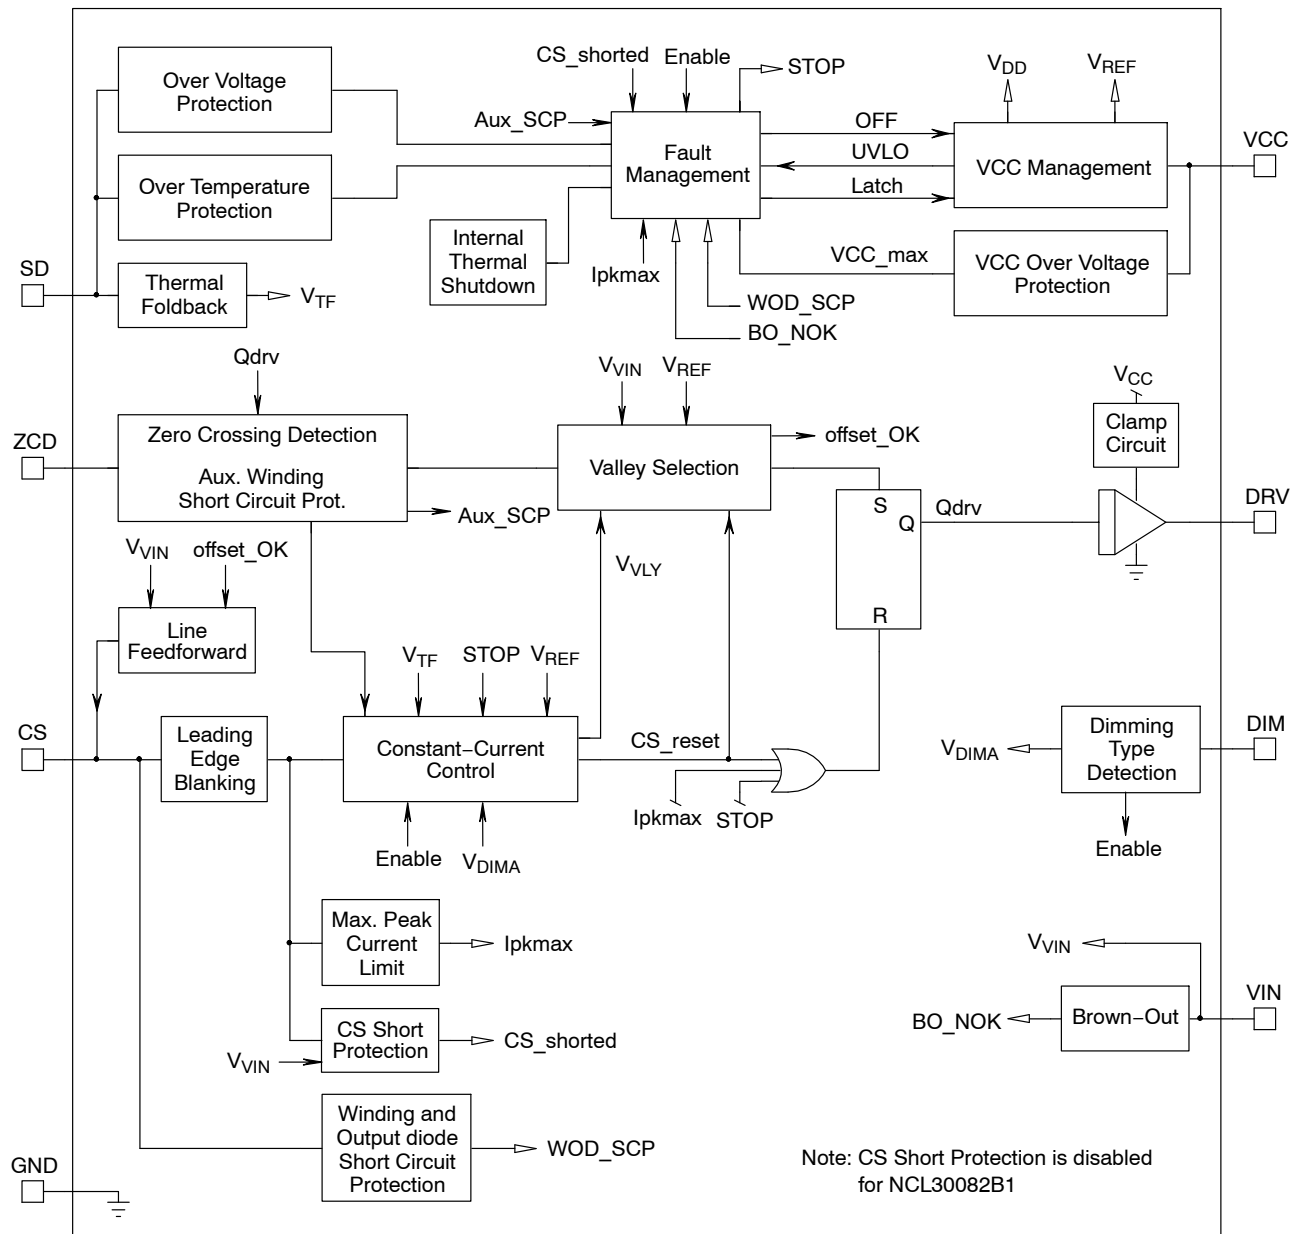 CS_shorted
Enable
STOP
VDD
VREF
Over Voltage
Protection
Aux_SCP
OFF
UVLO
Latch
Fault
Management
VCC Management
VCC
Over Temperature
Protection
Internal
Thermal
Shutdown
Ipkmax
VCC_max
VCC Over Voltage
Protection
SD
Thermal
Foldback
VTF
WOD_SCP
BO_NOK
Qdrv
VVIN
VREF
VCC
ZCD
Zero Crossing Detection
Aux. Winding
Short Circuit Prot.
Valley Selection
offset_OK
Clamp
Circuit
Aux_SCP
S
Q
Qdrv
DRV
VVIN
offset_OK
VVLY
Line
Feedforward
R
VTF
STOP
VREF
CS
Leading
Edge
Blanking
Constant−Current
Control
CS_reset
Ipkmax
STOP
VDIMA
Dimming
Type
Detection
DIM
Enable
VDIMA
Enable
Max. Peak
Current
Limit
Ipkmax
VVIN
CS Short
Protection
CS_shorted
VVIN
BO_NOK
Brown−Out
VIN
Winding and
Output diode
Short Circuit
Protection
WOD_SCP
GND
Note: CS Short Protection is disabled
for NCL30082B1